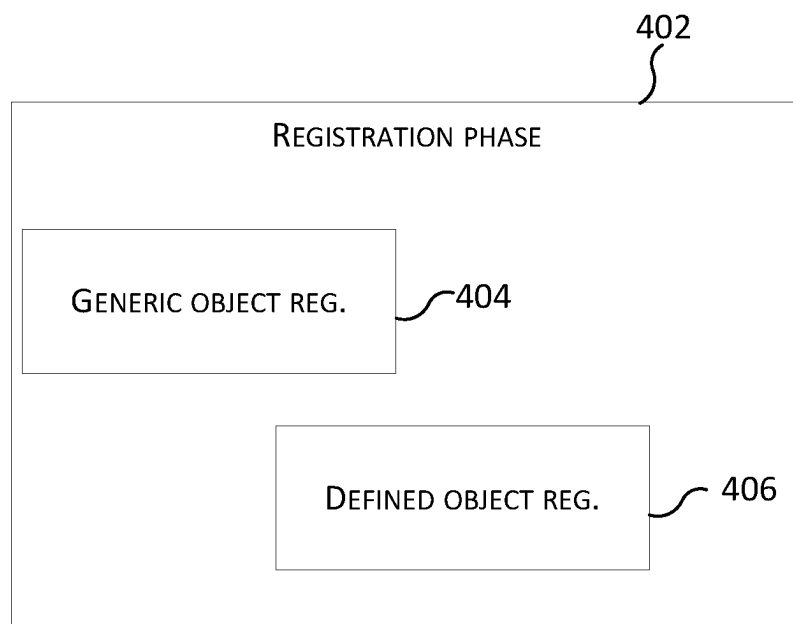 402
REGISTRATION PHASE
GENERIC OBJECT REG.
404
DEFINED OBJECT REG.
406